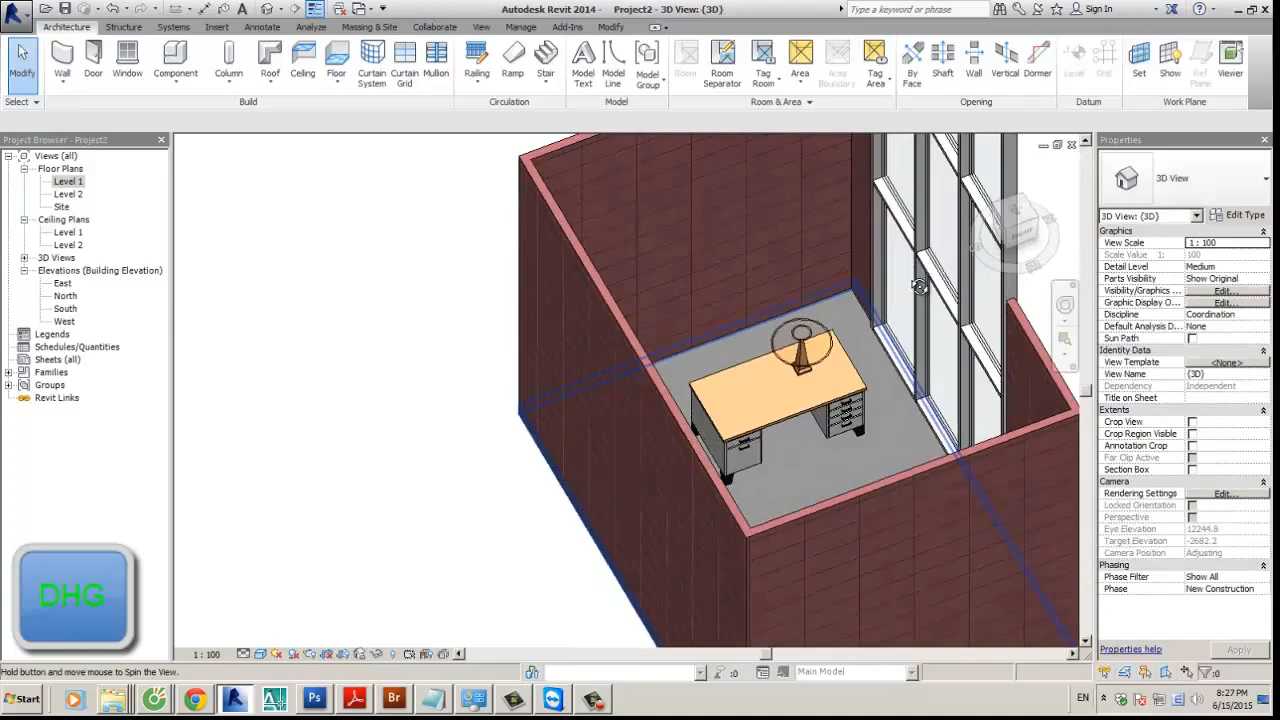 Autodesk Revit 2014 - Project2 - 3D View: {3D}
Type a keyword or phrase
Sign In
Architecture Structure Systems Insert Annotate Analyze Massing & Site Collaborate View Manage Add-Ins Modify
Modify Wall Door Window Component Column Roof Ceiling Floor Curtain System Curtain Grid Mullion Railing Ramp Stair Model Text Model Line Model Group Room Room Separator Tag Room Area Area Boundary Tag Area By Face Shaft Wall Vertical Dormer Level Grid Set Show Ref Plane Viewer
Select Build Circulation Model Room & Area Opening Datum Work Plane
Project Browser - Project2
Views (all)
Floor Plans
Level 1
Level 2
Site
Ceiling Plans
Level 1
Level 2
3D Views
Elevations (Building Elevation)
East
North
South
West
Legends
Schedules/Quantities
Sheets (all)
Families
Groups
Revit Links
RIGHT
Properties
3D View
3D View: {3D} Edit Type
Graphics
View Scale 1 : 100
Scale Value 1: 100
Detail Level Medium
Parts Visibility Show Original
Visibility/Graphics ... Edit...
Graphic Display O... Edit...
Discipline Coordination
Default Analysis D... None
Sun Path
Identity Data
View Template <None>
View Name {3D}
Dependency Independent
Title on Sheet
Extents
Crop View
Crop Region Visible
Annotation Crop
Far Clip Active
Section Box
Camera
Rendering Settings Edit...
Locked Orientation
Perspective
Eye Elevation 12244.8
Target Elevation -2682.2
Camera Position Adjusting
Phasing
Phase Filter Show All
Phase New Construction
Properties help Apply
DHG
1 : 100
Hold button and move mouse to Spin the View.
:0 Main Model :0
Start Ps Br EN
8:27 PM
6/15/2015